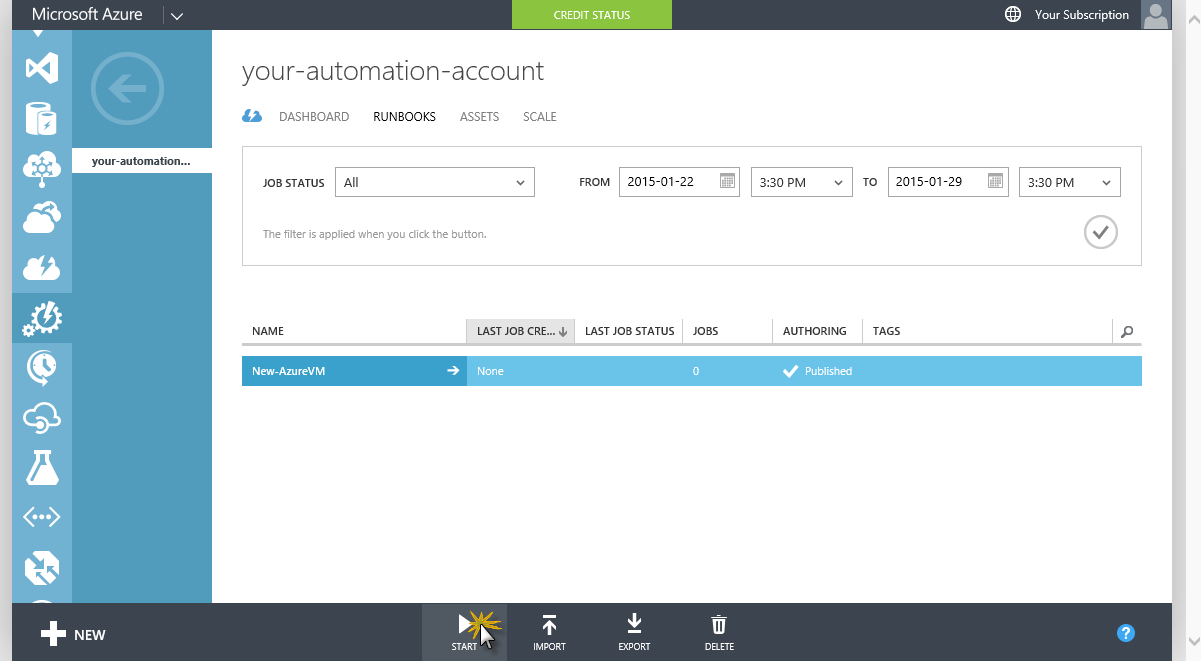 Microsoft Azure
CREDIT STATUS
Your Subscription
your-automation-account
DASHBOARD RUNBOOKS ASSETS SCALE
your-automation...
JOB STATUS All FROM 2015-01-22 3:30 PM TO 2015-01-29 3:30 PM
The filter is applied when you click the button.
NAME LAST JOB CRE... LAST JOB STATUS JOBS AUTHORING TAGS
New-AzureVM None 0 Published
NEW
START IMPORT EXPORT DELETE
?